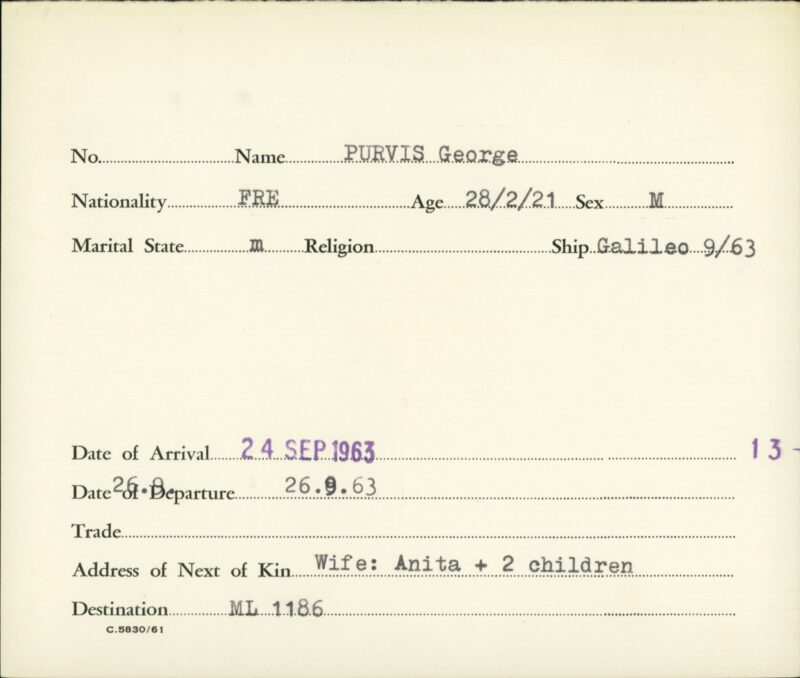 No. Name PURVIS George
Nationality FRE Age 28/2/21 Sex M
Marital State m Religion Ship Galileo 9/63
Date of Arrival 24 SEP 1963 13-
Date of Departure 26.9. 26.9.63
Trade
Address of Next of Kin Wife: Anita + 2 children
Destination ML 1186
C.5830/61